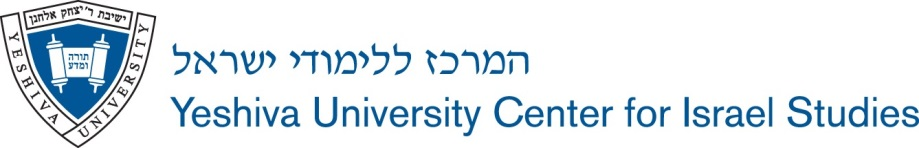 ישיבת ר' יצחק אלחנן
תורה
ומדע
YESHIVA UNIVERSITY
המרכז ללימודי ישראל
Yeshiva University Center for Israel Studies